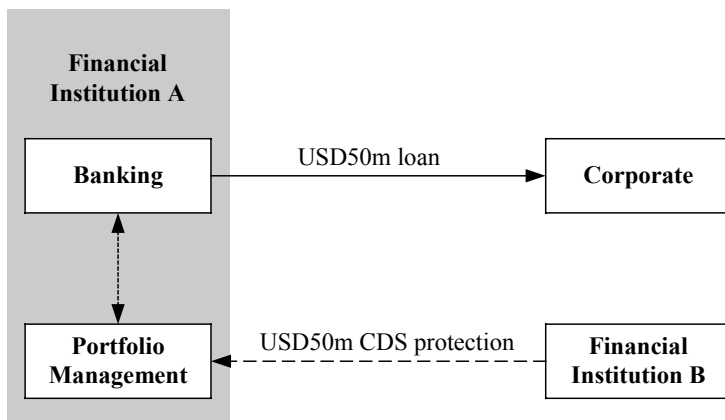 Financial
Institution A
Banking
USD50m loan
Corporate
Portfolio
Management
USD50m CDS protection
Financial
Institution B